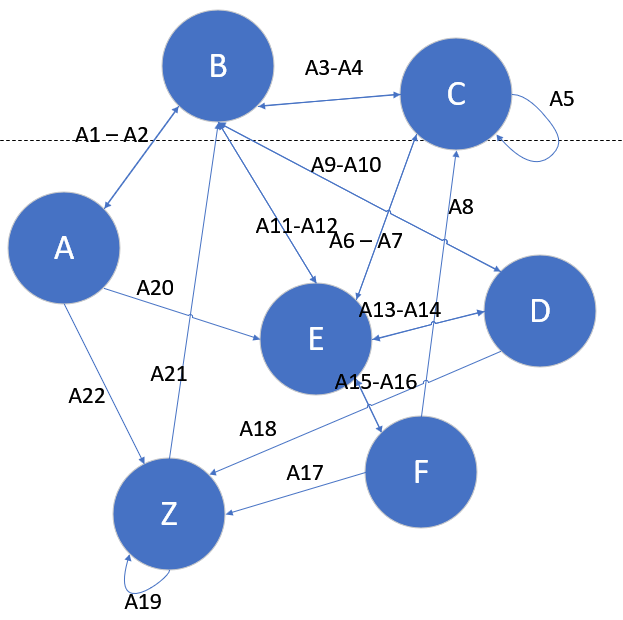 B
A3-A4
C
A5
A1 – A2
A9-A10
A8
A11-A12
A6 – A7
A
A20
A13-A14
D
E
A21
A15-A16
A22
A18
A17
F
Z
A19